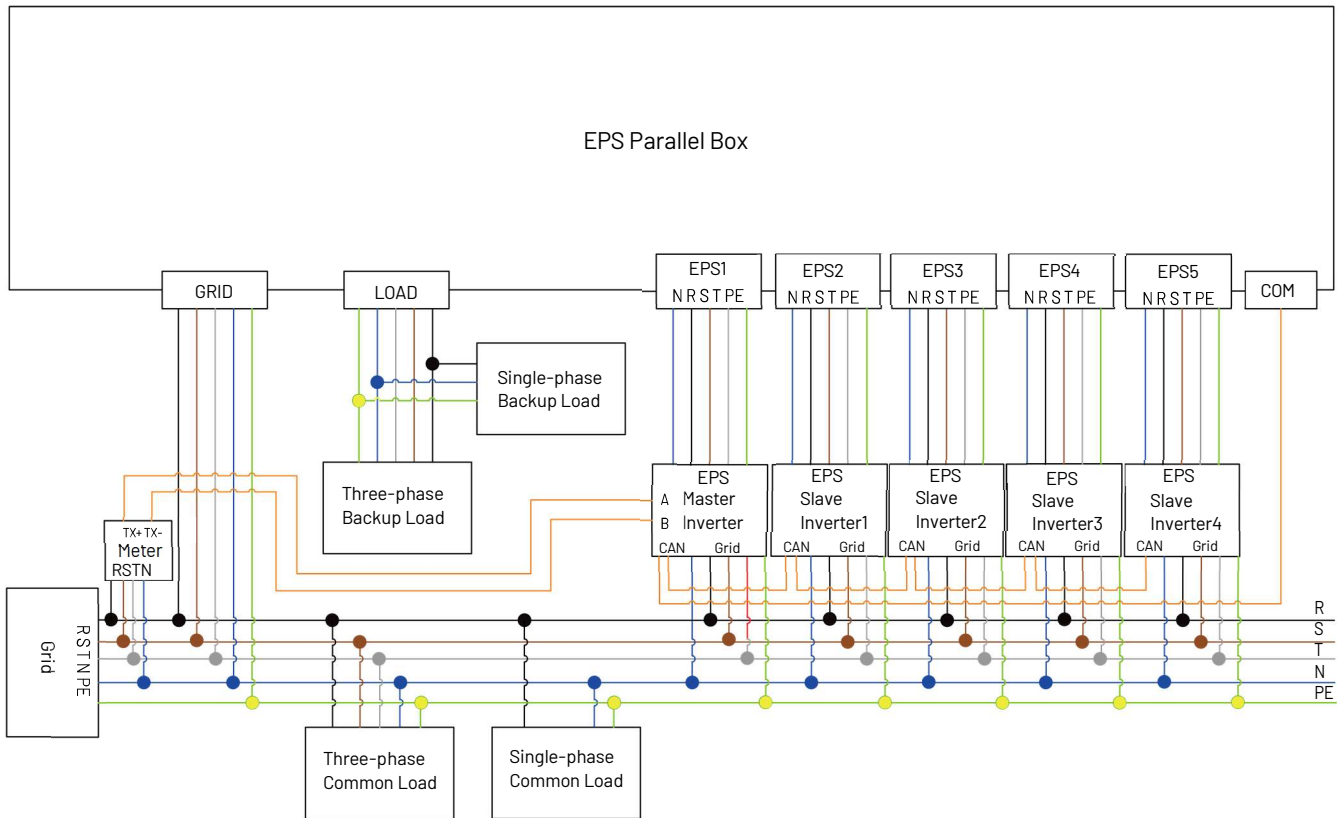 EPS Parallel Box
GRID
LOAD
EPS1
N R S T PE
EPS2
N R S T PE
EPS3
N R S T PE
EPS4
N R S T PE
EPS5
N R S T PE
COM
Single-phase
Backup Load
Three-phase
Backup Load
EPS
A Master
B Inverter
CAN Grid
EPS
Slave
Inverter1
CAN Grid
EPS
Slave
Inverter2
CAN Grid
EPS
Slave
Inverter3
CAN Grid
EPS
Slave
Inverter4
CAN Grid
TX+ TX-
Meter
RSTN
Grid
R S T N PE
R
S
T
N
PE
Three-phase
Common Load
Single-phase
Common Load